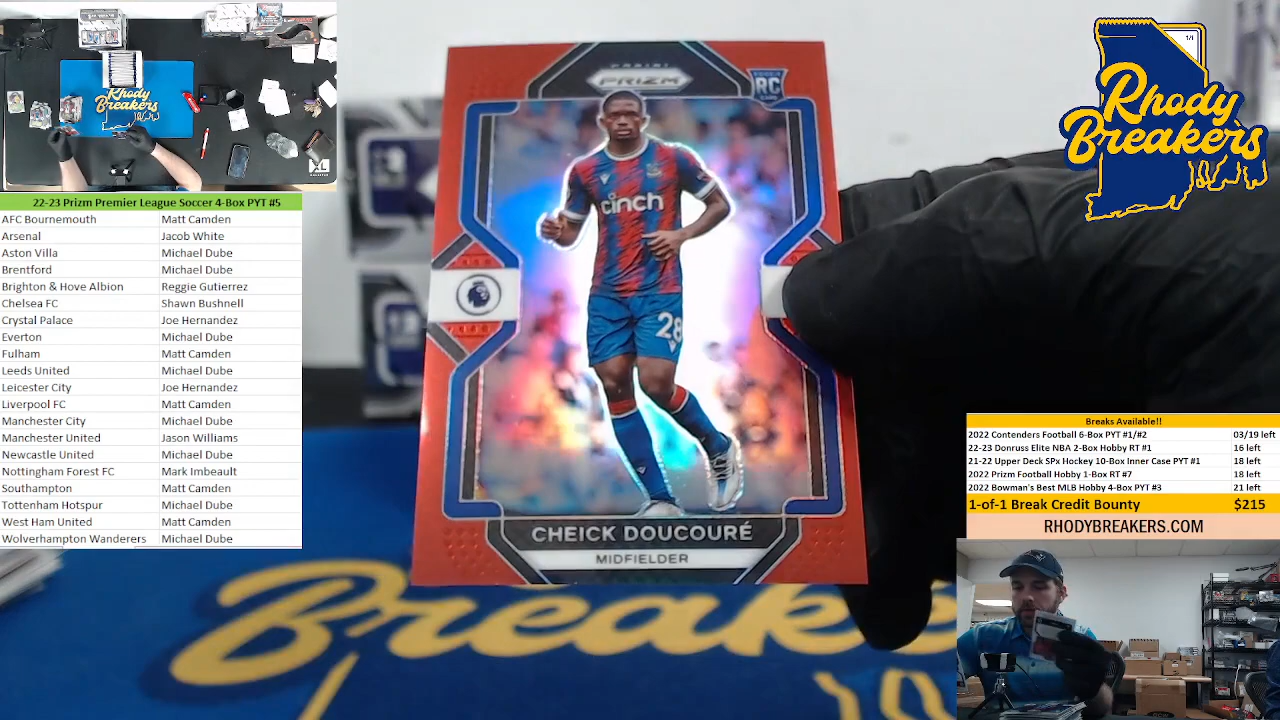 Rhody
Breakers
22-23 Prizm Premier League Soccer 4-Box PYT #5
AFC Bournemouth Matt Camden
Arsenal Jacob White
Aston Villa Michael Dube
Brentford Michael Dube
Brighton & Hove Albion Reggie Gutierrez
Chelsea FC Shawn Bushnell
Crystal Palace Joe Hernandez
Everton Michael Dube
Fulham Matt Camden
Leeds United Michael Dube
Leicester City Joe Hernandez
Liverpool FC Matt Camden
Manchester City Michael Dube
Manchester United Jason Williams
Newcastle United Michael Dube
Nottingham Forest FC Mark Imbeault
Southampton Matt Camden
Tottenham Hotspur Michael Dube
West Ham United Matt Camden
Wolverhampton Wanderers Michael Dube
PANINI
PRIZM
RC
cinch
28
CHEICK DOUCOURÉ
MIDFIELDER
Breake
1/1
Rhody
Breakers
Breaks Available!!
2022 Contenders Football 6-Box PYT #1/#2 03/19 left
22-23 Donruss Elite NBA 2-Box Hobby RT #1 16 left
21-22 Upper Deck SPx Hockey 10-Box Inner Case PYT #1 18 left
2022 Prizm Football Hobby 1-Box RT #7 18 left
2022 Bowman's Best MLB Hobby 4-Box PYT #3 21 left
1-of-1 Break Credit Bounty $215
RHODYBREAKERS.COM